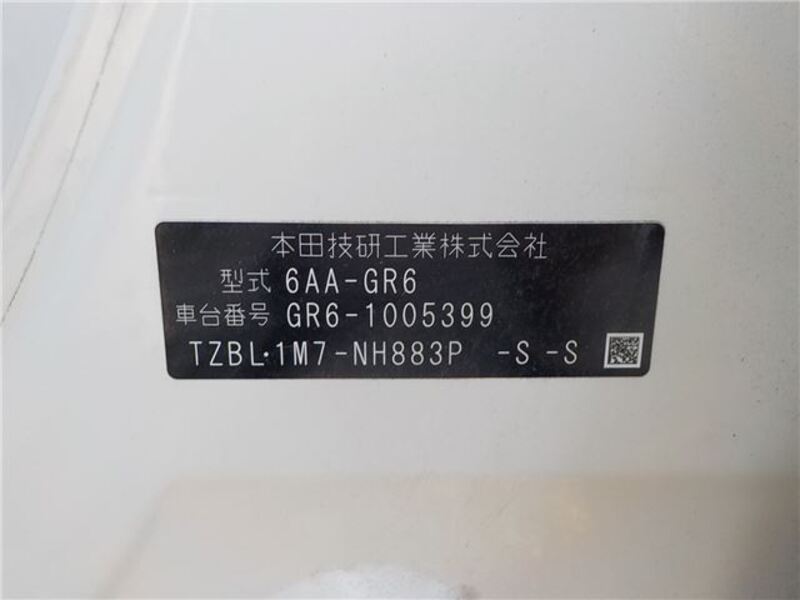 本田技研工業株式会社
型式 6AA-GR6
車台番号 GR6-1005399
TZBL・1M7-NH883P -S -S